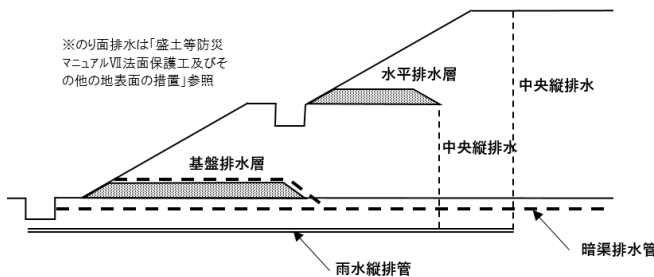 ※のり面排水は「盛土等防災
マニュアルⅦ法面保護工及びそ
の他の地表面の措置」参照
水平排水層
中央縦排水
中央縦排水
基盤排水層
暗渠排水管
雨水縦排管